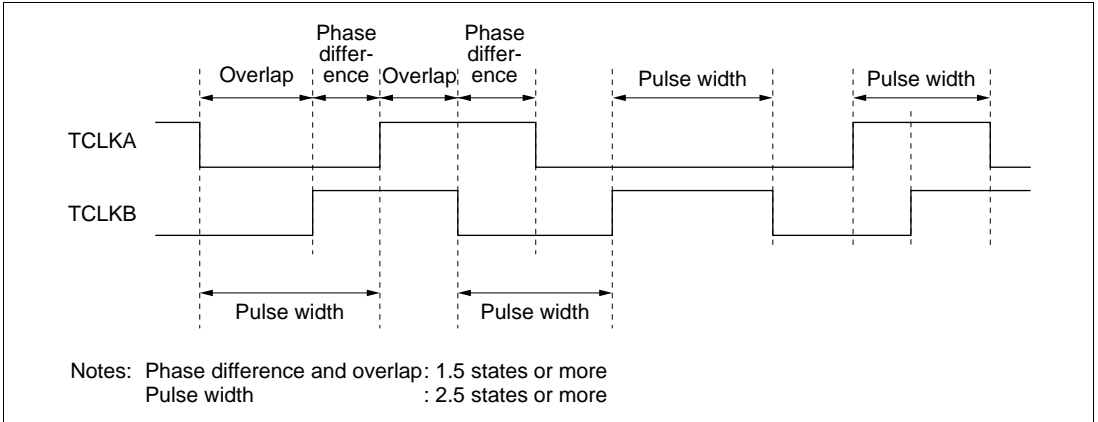 Phase
differ-
ence
Phase
differ-
ence
Overlap
Overlap
Pulse width
Pulse width
TCLKA
TCLKB
Pulse width
Pulse width
Notes: Phase difference and overlap : 1.5 states or more
Pulse width : 2.5 states or more